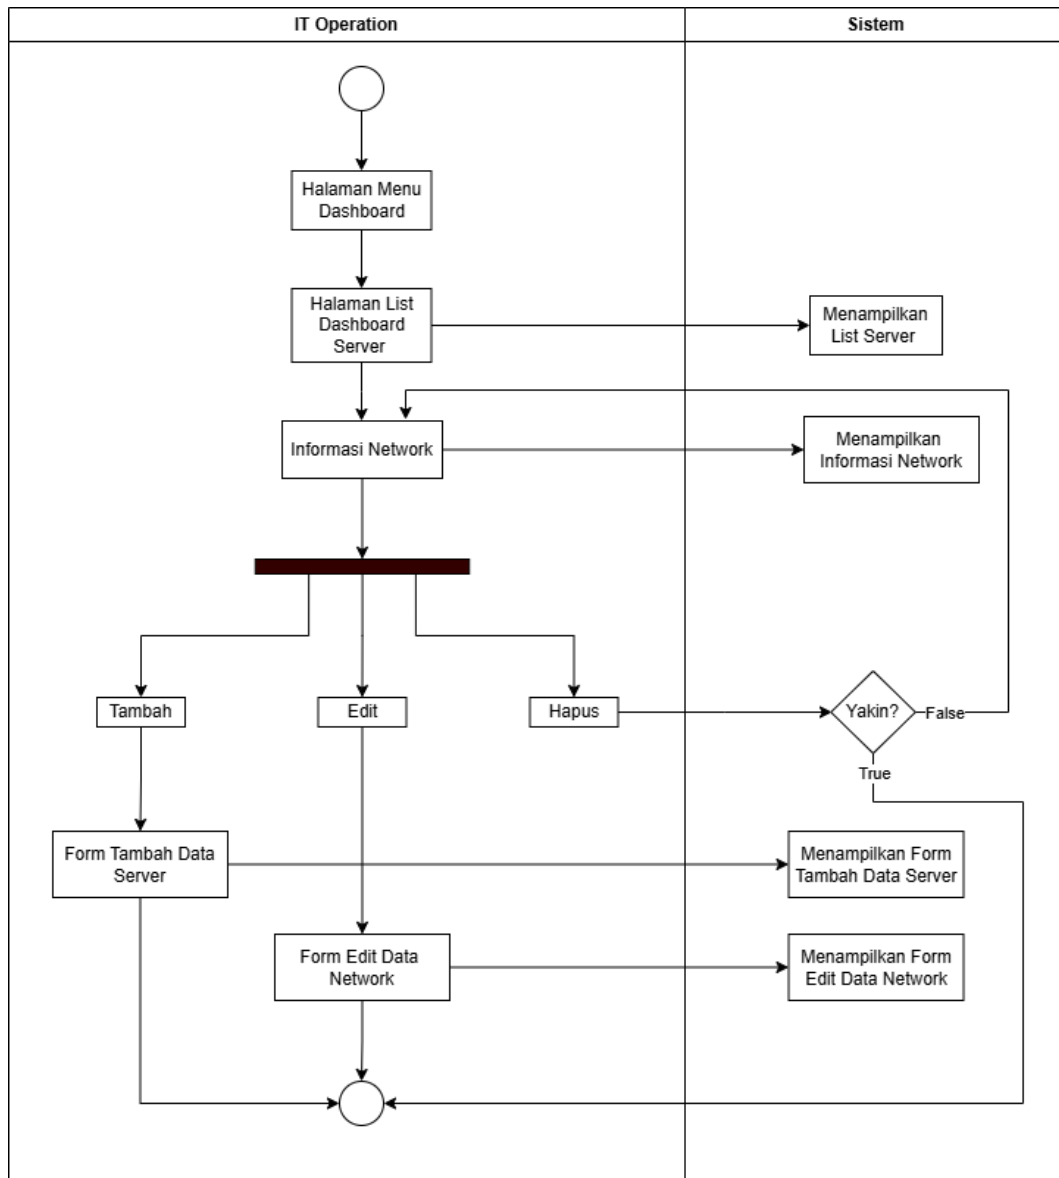 IT Operation
Sistem
Halaman Menu
Dashboard
Halaman List
Dashboard
Server
Menampilkan
List Server
Informasi Network
Menampilkan
Informasi Network
Tambah
Edit
Hapus
Yakin?
False
True
Form Tambah Data
Server
Menampilkan Form
Tambah Data Server
Form Edit Data
Network
Menampilkan Form
Edit Data Network